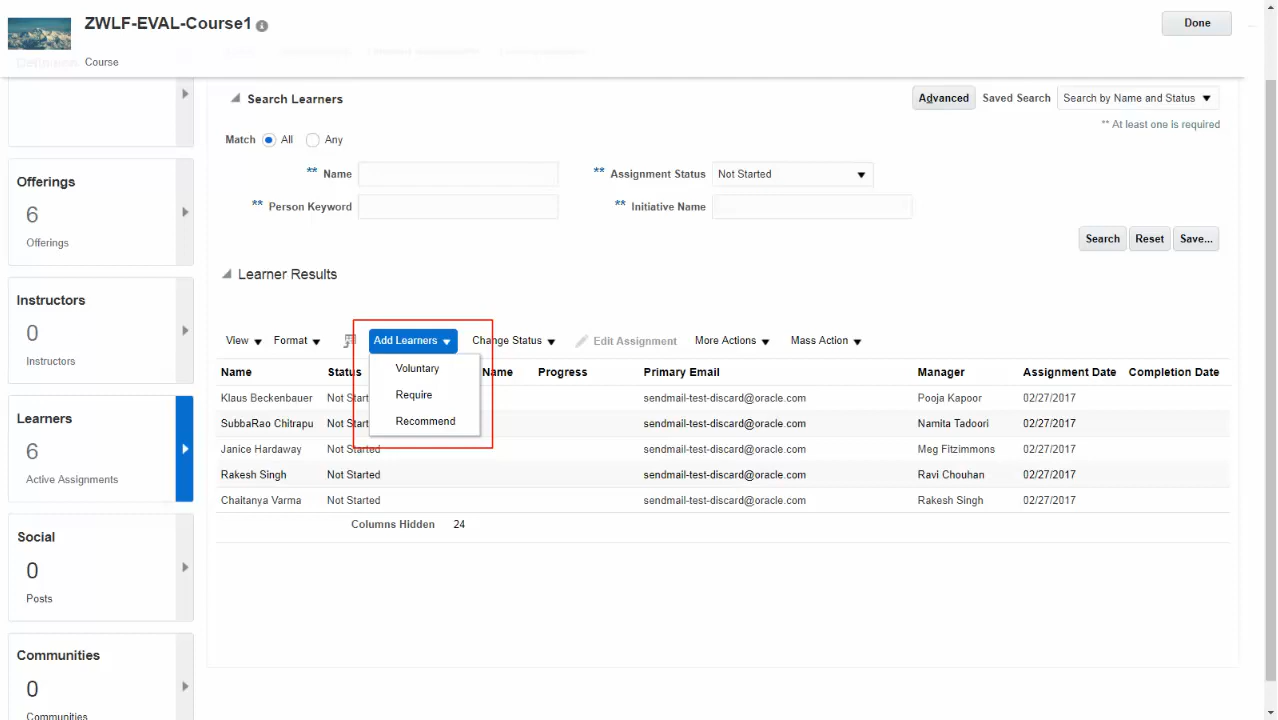 ZWLF-EVAL-Course1
Done
Course
Search Learners
Advanced Saved Search Search by Name and Status
** At least one is required
Match All Any
** Name ** Assignment Status Not Started
** Person Keyword ** Initiative Name
Search Reset Save...
Offerings
6
Offerings
Learner Results
Instructors
0
Instructors
View Format Add Learners Change Status Edit Assignment More Actions Mass Action
Voluntary
Require
Recommend
Name Status Name Progress Primary Email Manager Assignment Date Completion Date
Klaus Beckenbauer Not Start sendmail-test-discard@oracle.com Pooja Kapoor 02/27/2017
SubbaRao Chitrapu Not Start sendmail-test-discard@oracle.com Namita Tadoori 02/27/2017
Janice Hardaway Not Started sendmail-test-discard@oracle.com Meg Fitzimmons 02/27/2017
Rakesh Singh Not Started sendmail-test-discard@oracle.com Ravi Chouhan 02/27/2017
Chaitanya Varma Not Started sendmail-test-discard@oracle.com Rakesh Singh 02/27/2017
Columns Hidden 24
Learners
6
Active Assignments
Social
0
Posts
Communities
0
Communities